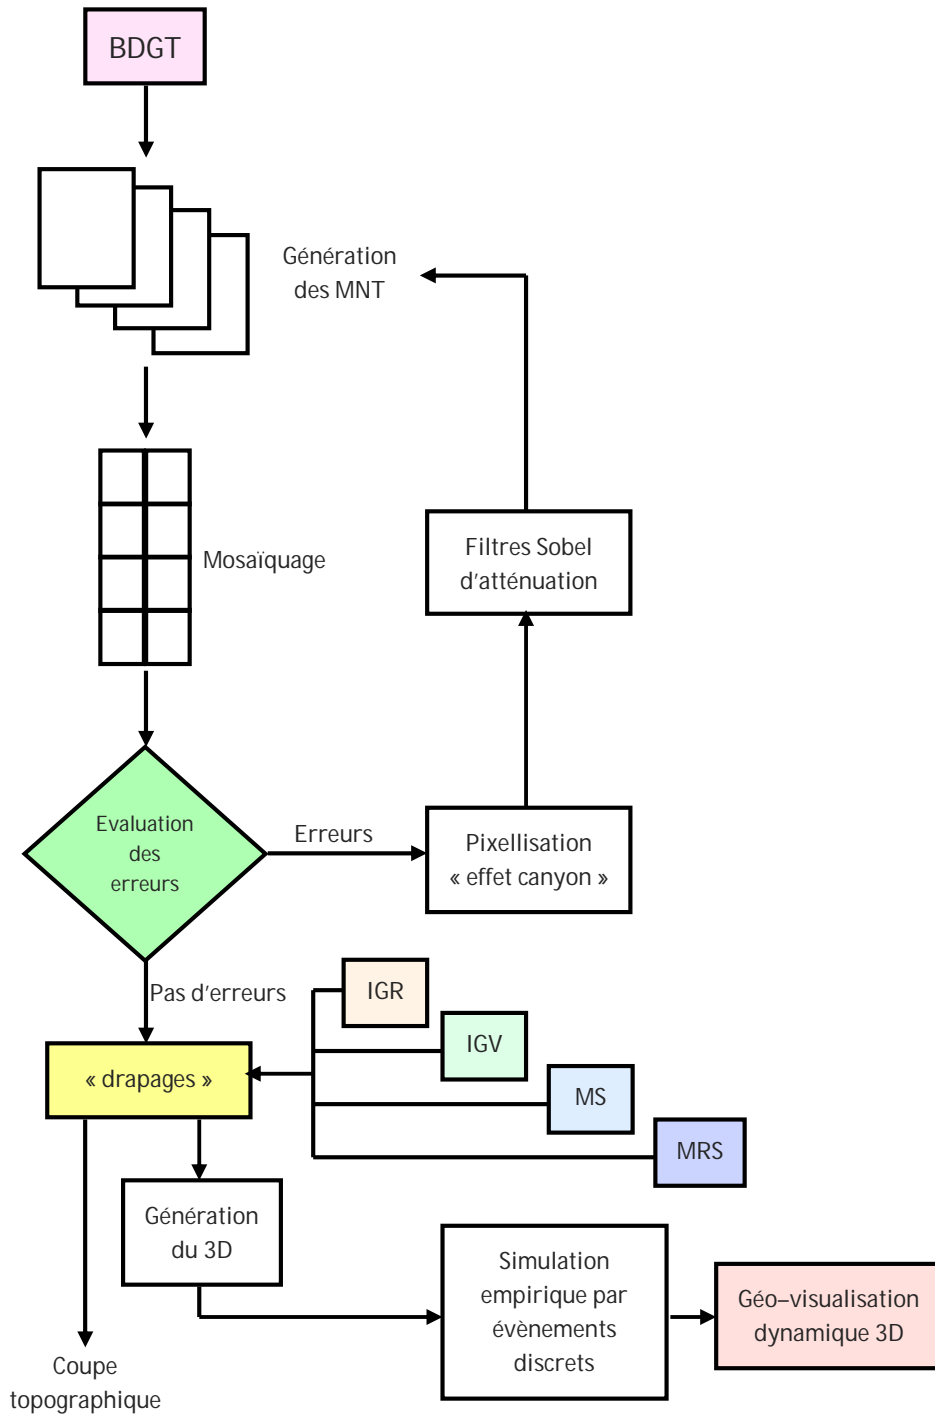 BDGT
Génération
des MNT
Mosaïquage
Filtres Sobel
d'atténuation
Evaluation
des
erreurs
Erreurs
Pixellisation
« effet canyon »
Pas d'erreurs
IGR
IGV
MS
MRS
« drapages »
Génération
du 3D
Simulation
empirique par
évènements
discrets
Géo–visualisation
dynamique 3D
Coupe
topographique